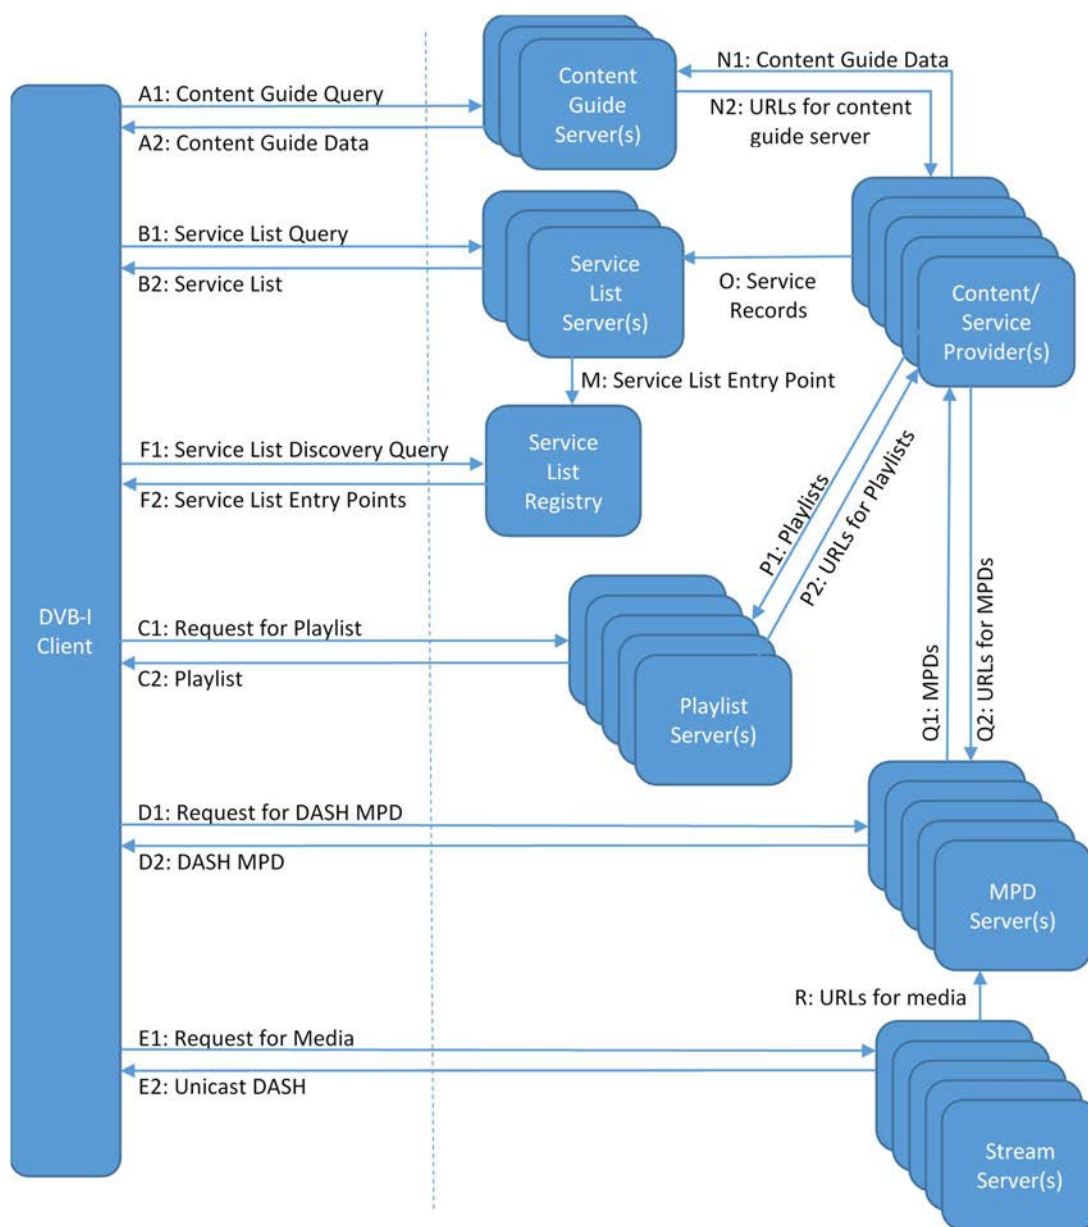 A1: Content Guide Query
A2: Content Guide Data
Content
Guide
Server(s)
N1: Content Guide Data
N2: URLs for content
guide server
B1: Service List Query
B2: Service List
Service
List
Server(s)
O: Service
Records
Content/
Service
Provider(s)
M: Service List Entry Point
F1: Service List Discovery Query
F2: Service List Entry Points
Service
List
Registry
P1: Playlists
P2: URLs for Playlists
DVB-I
Client
C1: Request for Playlist
C2: Playlist
Playlist
Server(s)
Q1: MPDs
Q2: URLs for MPDs
D1: Request for DASH MPD
D2: DASH MPD
MPD
Server(s)
R: URLs for media
E1: Request for Media
E2: Unicast DASH
Stream
Server(s)